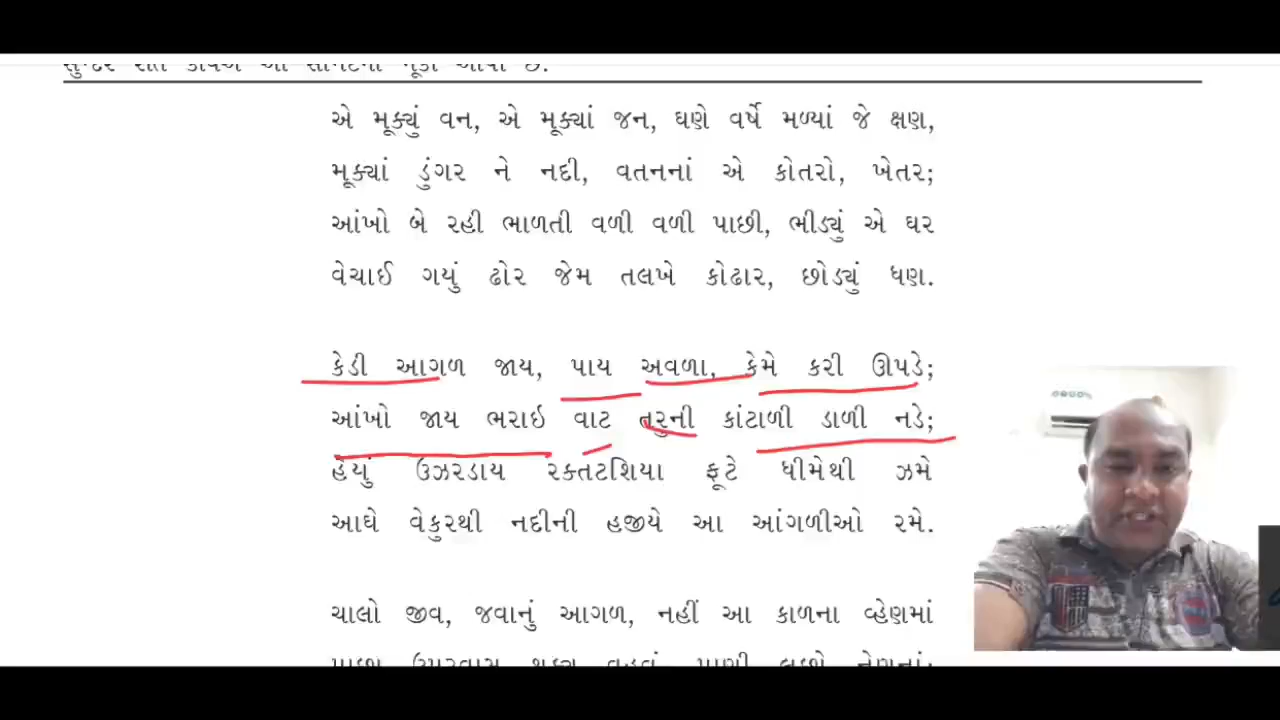 એ મૂક્યું વન, એ મૂક્યાં જન, ઘણે વર્ષે મળ્યાં જે ક્ષણ,
મૂક્યાં ડુંગર ને નદી, વતનનાં એ કોતરો, ખેતર;
આંખો બે રહી ભાળતી વળી વળી પાછી, ભીડ્યું એ ઘર
વેચાઈ ગયું ઢોર જેમ તલખે કોઢાર, છોડ્યું ધણ.
કેડી આગળ જાય, પાય અવળા, કેમે કરી ઊપડે;
આંખો જાય ભરાઇ વાટ તરુની કાંટાળી ડાળી નડે;
હૈયું ઉઝરડાય રક્તટશિયા ફૂટે ધીમેથી ઝમે
આઘે વેકુરથી નદીની હજીયે આ આંગળીઓ રમે.
ચાલો જીવ, જવાનું આગળ, નહીં આ કાળના વ્હેણમાં